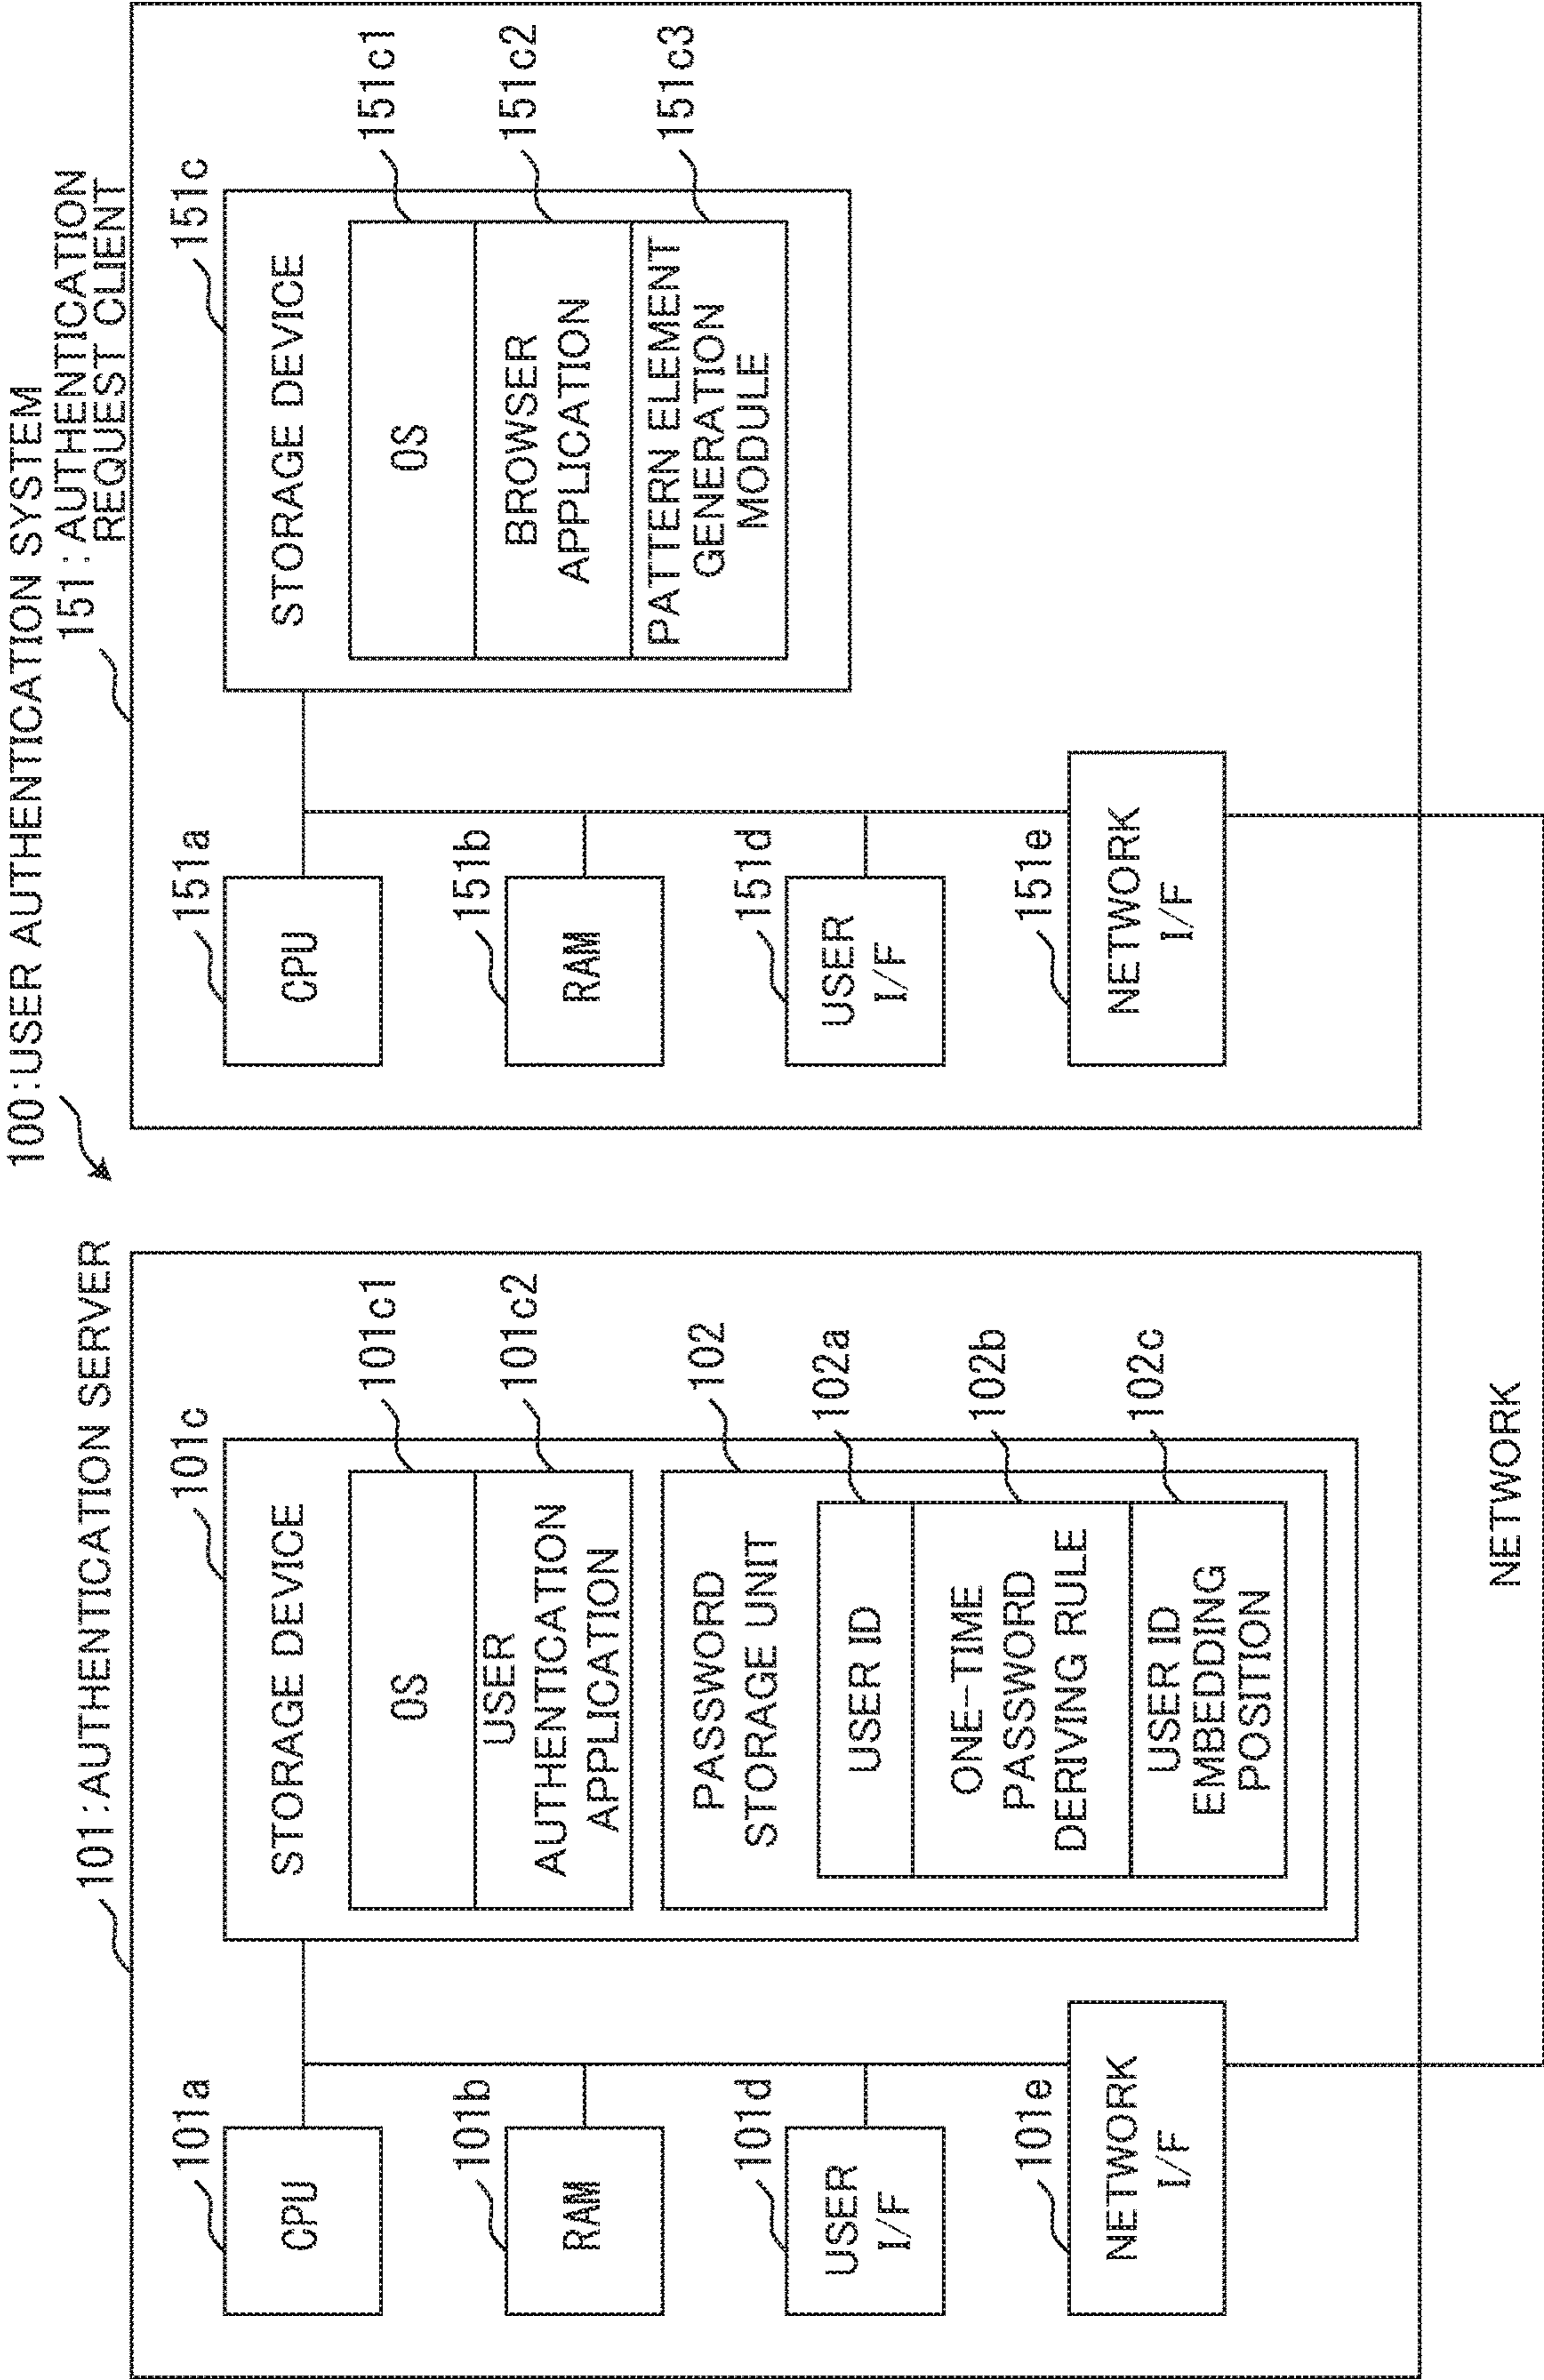 100:USER AUTHENTICATION SYSTEM
101:AUTHENTICATION SERVER
101a
CPU
101b
RAM
101d
USER
I/F
101e
NETWORK
I/F
101c
STORAGE DEVICE
OS
101c1
USER
AUTHENTICATION
APPLICATION
101c2
PASSWORD
STORAGE UNIT
102
USER ID
102a
ONE-TIME
PASSWORD
DERIVING RULE
102b
USER ID
EMBEDDING
POSITION
102c
151:AUTHENTICATION
REQUEST CLIENT
151a
CPU
151b
RAM
151d
USER
I/F
151e
NETWORK
I/F
151c
STORAGE DEVICE
OS
151c1
BROWSER
APPLICATION
151c2
PATTERN ELEMENT
GENERATION
MODULE
151c3
NETWORK